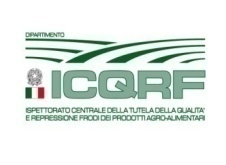 DIPARTIMENTO
ICQRF
ISPETTORATO CENTRALE DELLA TUTELA DELLA QUALITA'
E REPRESSIONE FRODI DEI PRODOTTI AGRO-ALIMENTARI